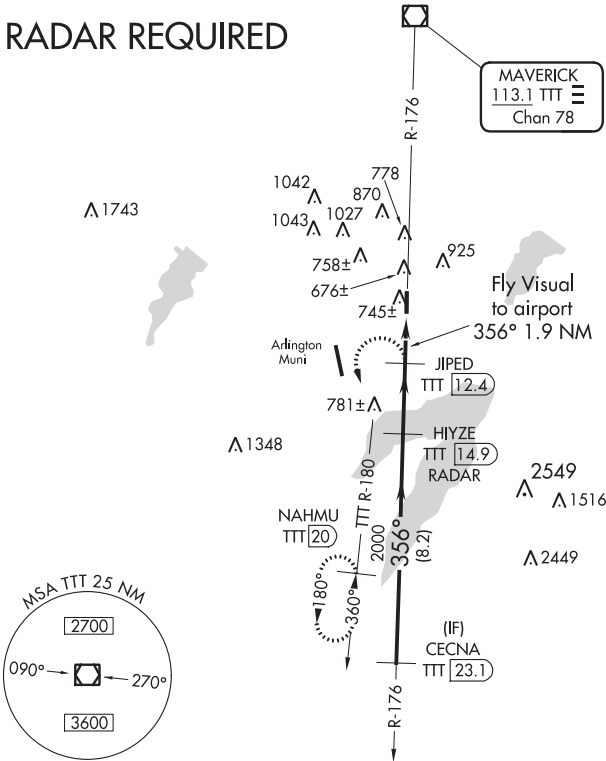 RADAR REQUIRED
MAVERICK
113.1 TTT
Chan 78
R-176
778
1042
870
1743
1043
1027
925
758±
676±
745±
Fly Visual
to airport
356° 1.9 NM
Arlington
Muni
JIPED
TTT 12.4
781±
HIYZE
TTT 14.9
RADAR
1348
2549
1516
TTT R-180
NAHMU
TTT 20
2000
356°
(8.2)
2449
180°
360°
MSA TTT 25 NM
2700
090°
270°
3600
(IF)
CECNA
TTT 23.1
R-176